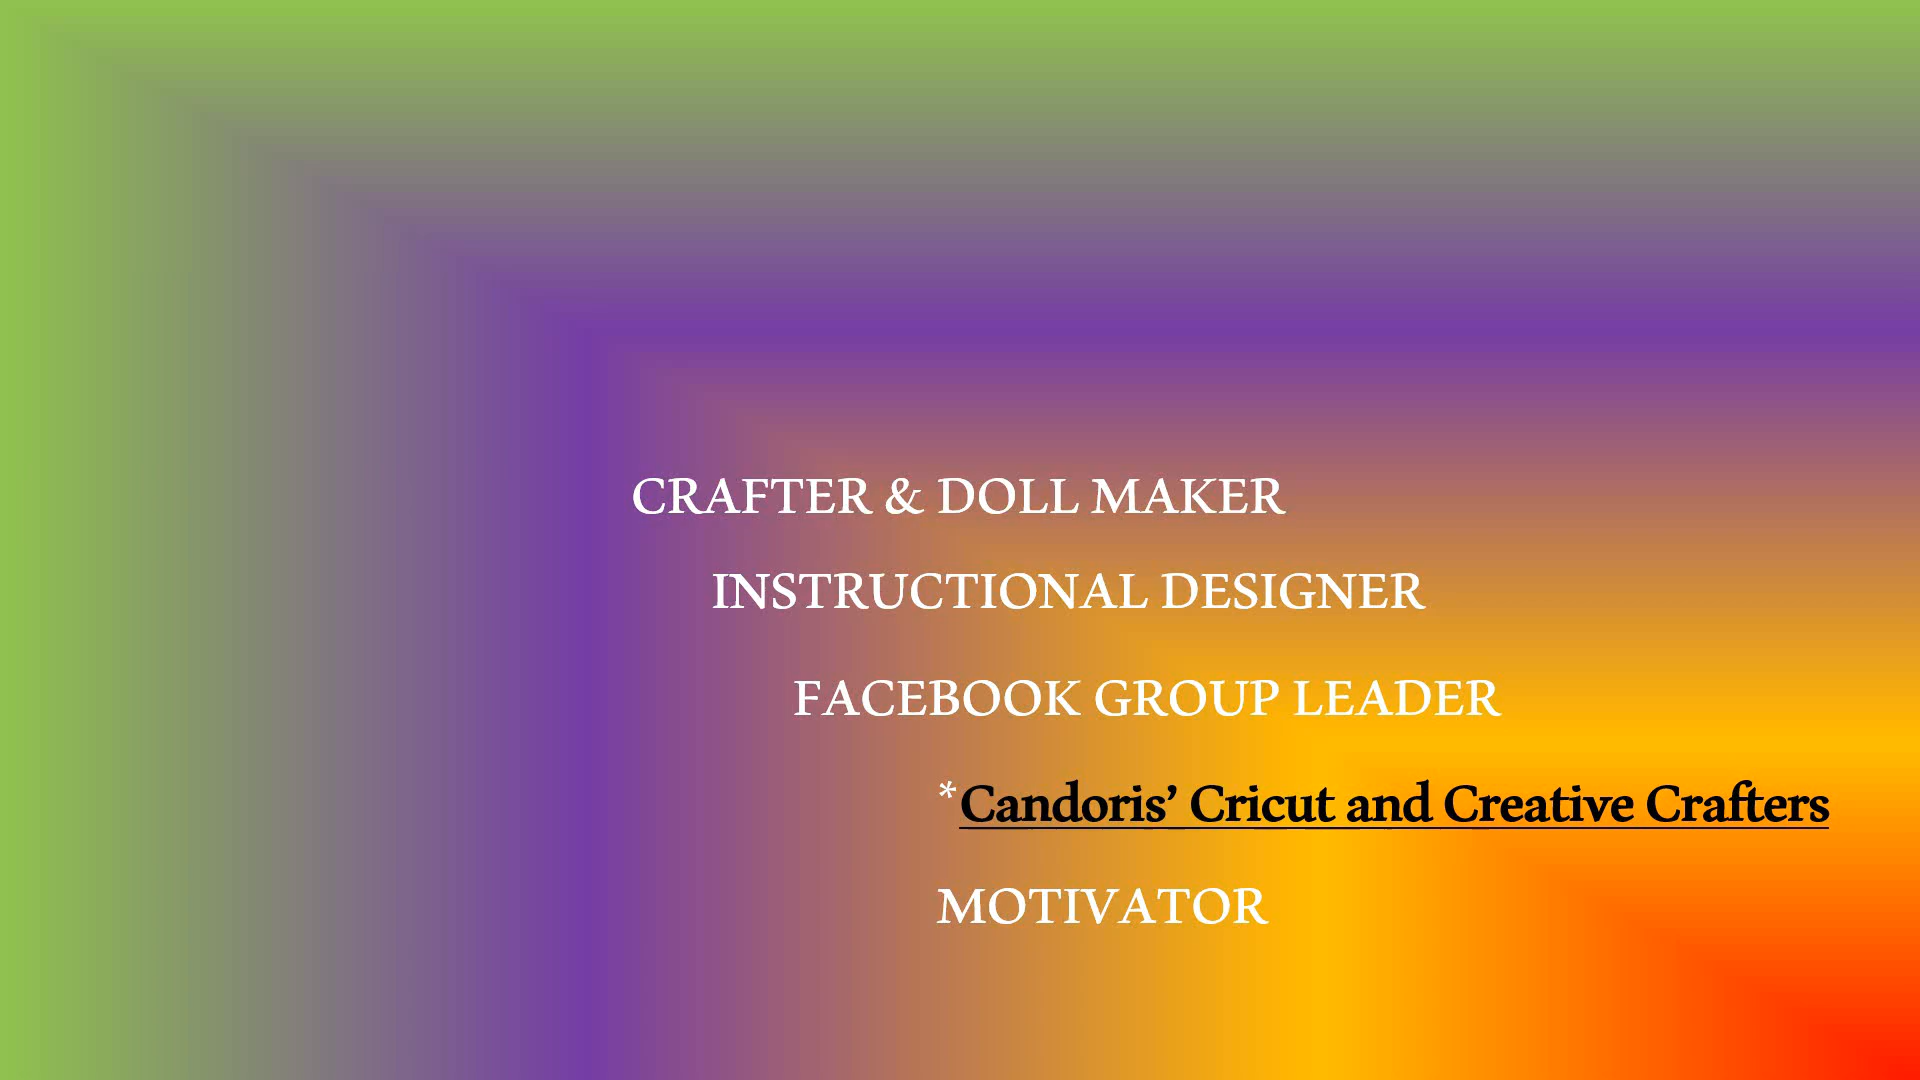 CRAFTER & DOLL MAKER
INSTRUCTIONAL DESIGNER
FACEBOOK GROUP LEADER
*Candoris’ Cricut and Creative Crafters
MOTIVATOR